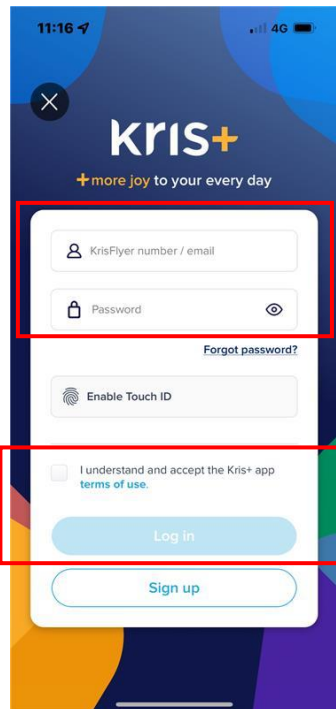 11:16
4G
kris+
+more joy to your every day
KrisFlyer number / email
Password
Forgot password?
Enable Touch ID
I understand and accept the Kris+ app
terms of use.
Log in
Sign up